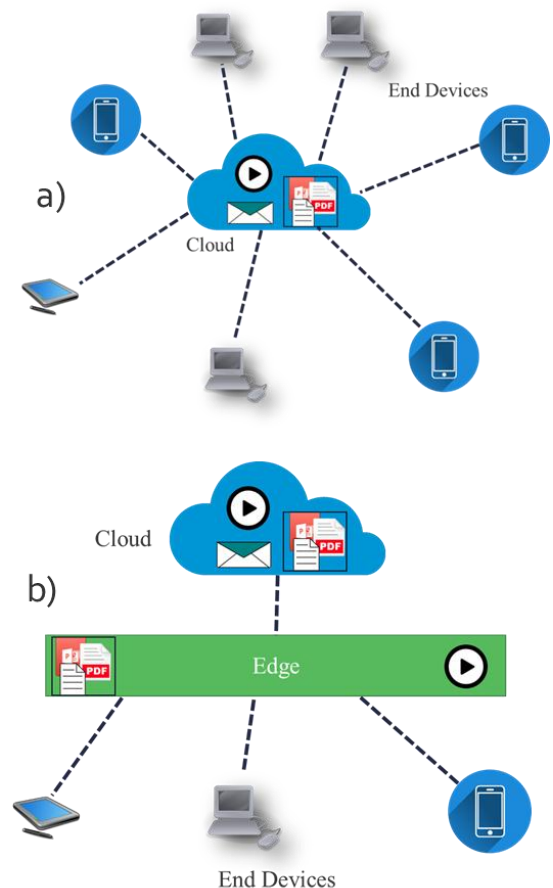 End Devices
a)
PDF
Cloud
Cloud
PDF
b)
PDF
Edge
End Devices